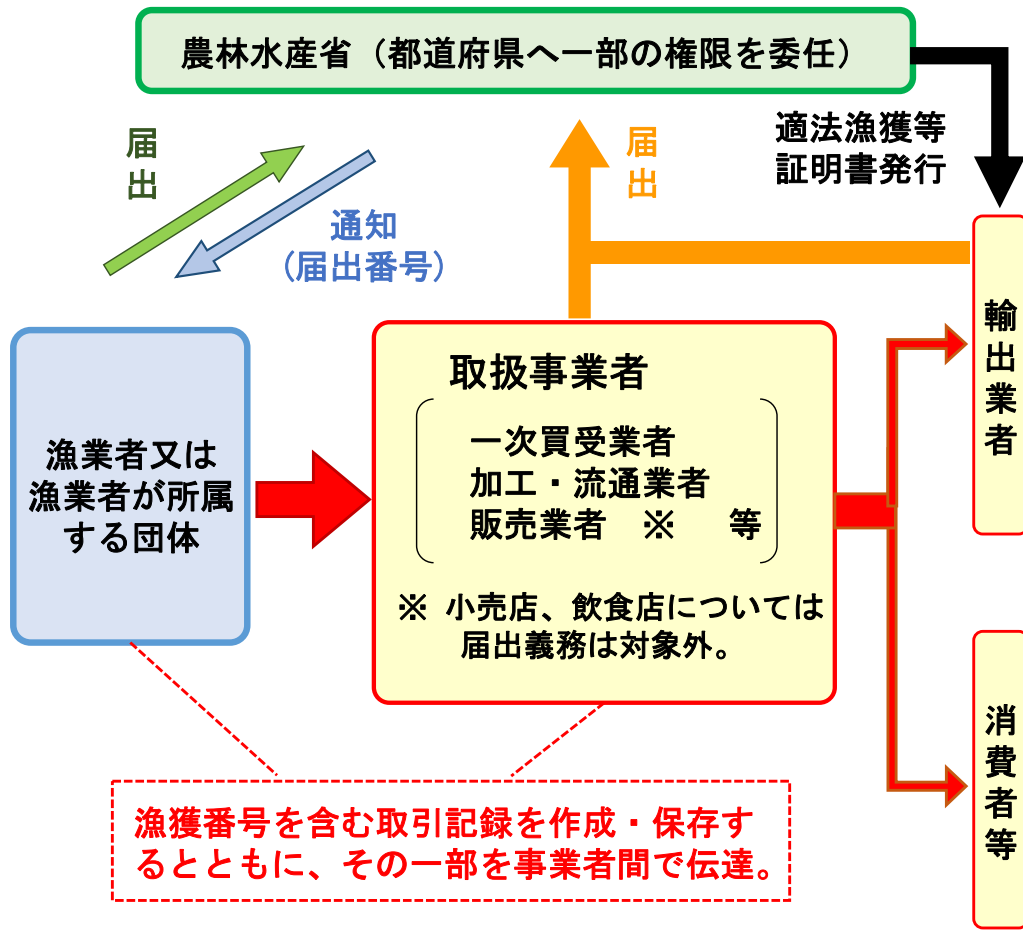 農林水産省（都道府県へ一部の権限を委任）
届
出
通知
（届出番号）
届
出
適法漁獲等
証明書発行
漁業者又は
漁業者が所属
する団体
取扱事業者
一次買受業者
加工・流通業者
販売業者　※　　等
※ 小売店、飲食店については
届出義務は対象外。
輸
出
業
者
消
費
者
等
漁獲番号を含む取引記録を作成・保存す
るとともに、その一部を事業者間で伝達。